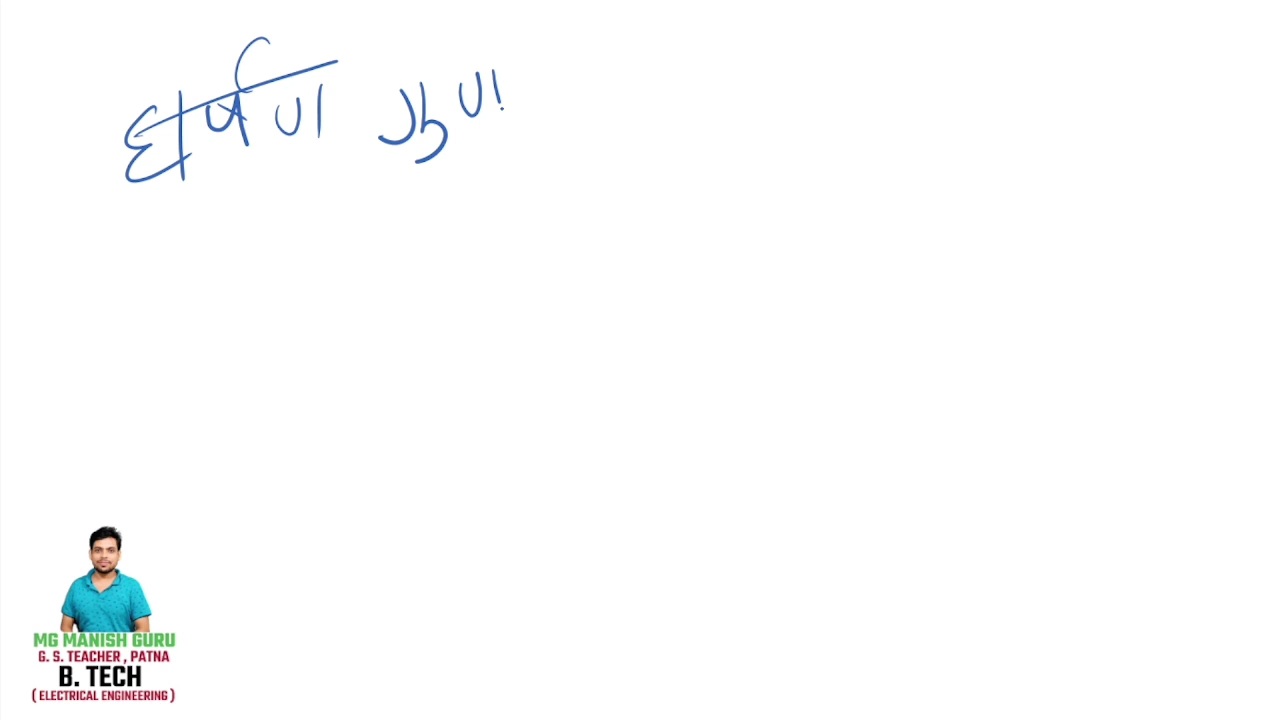 घर्षण
MG MANISH GURU
G. S. TEACHER , PATNA
B. TECH
( ELECTRICAL ENGINEERING )